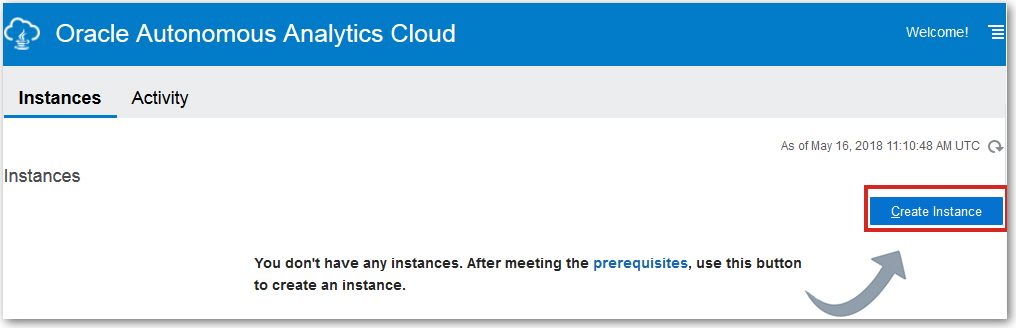 Oracle Autonomous Analytics Cloud
Welcome!
Instances
Activity
As of May 16, 2018 11:10:48 AM UTC
Instances
Create Instance
You don't have any instances. After meeting the prerequisites, use this button
to create an instance.